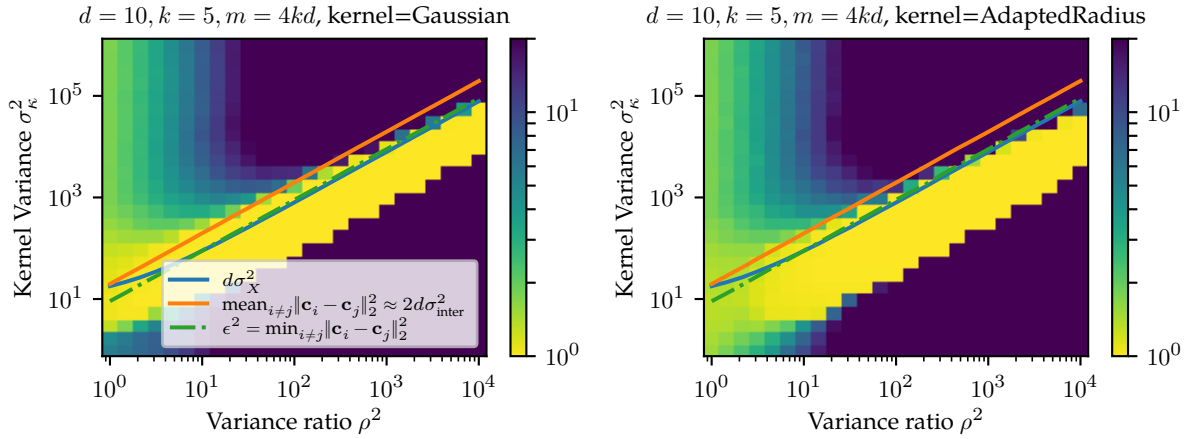 d = 10, k = 5, m = 4kd, kernel=Gaussian
Kernel Variance σ²_κ
10⁵
10³
10¹
10⁰ 10¹ 10² 10³ 10⁴
Variance ratio ρ²
dσ²_X
mean_{i≠j}‖c_i − c_j‖²₂ ≈ 2dσ²_inter
ϵ² = min_{i≠j}‖c_i − c_j‖²₂
10¹
10⁰
d = 10, k = 5, m = 4kd, kernel=AdaptedRadius
Kernel Variance σ²_κ
10⁵
10³
10¹
10⁰ 10¹ 10² 10³ 10⁴
Variance ratio ρ²
10¹
10⁰